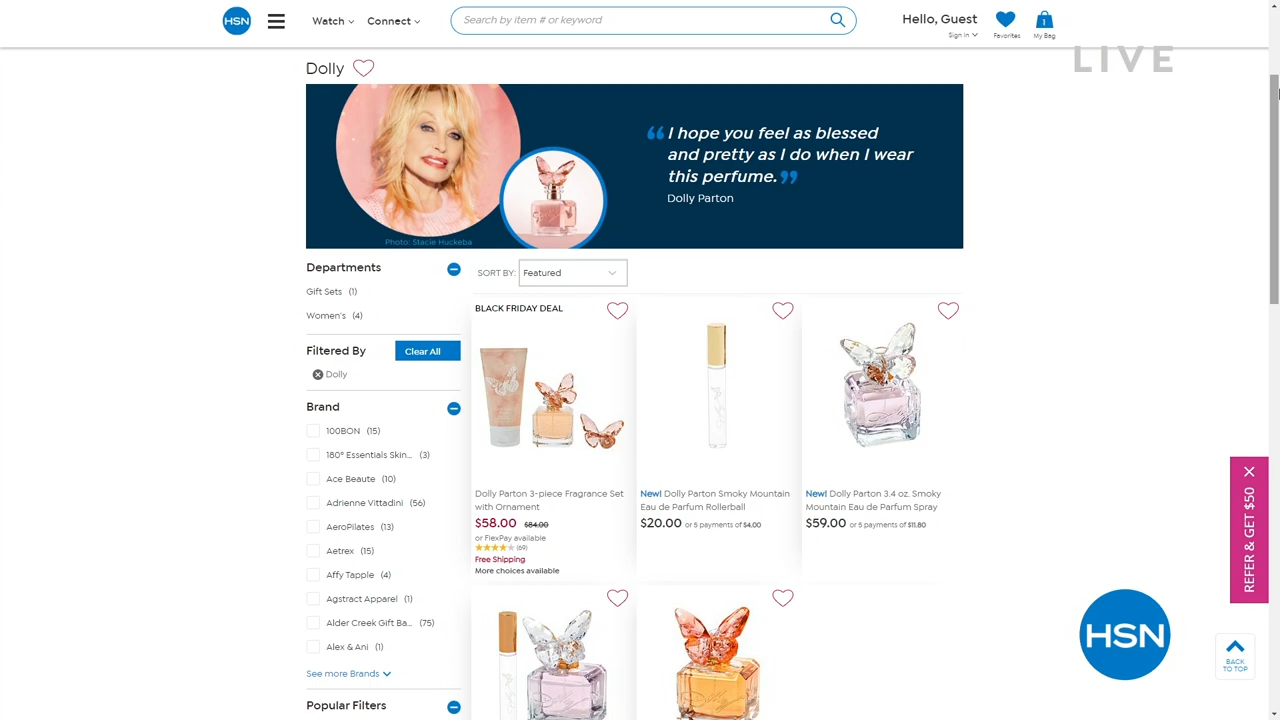 HSN
Watch
Connect
Search by item # or keyword
Hello, Guest
Sign In
Favorites
1
My Bag
LIVE
Dolly
“ I hope you feel as blessed
and pretty as I do when I wear
this perfume. ”
Dolly Parton
Photo: Stacie Huckeba
Departments
Gift Sets (1)
Women's (4)
Filtered By
Clear All
Dolly
Brand
100BON (15)
180° Essentials Skin... (3)
Ace Beaute (10)
Adrienne Vittadini (56)
AeroPilates (13)
Aetrex (15)
Affy Tapple (4)
Agstract Apparel (1)
Alder Creek Gift Ba... (75)
Alex & Ani (1)
See more Brands
Popular Filters
SORT BY: Featured
BLACK FRIDAY DEAL
Dolly Parton 3-piece Fragrance Set
with Ornament
$58.00 $84.00
or FlexPay available
(69)
Free Shipping
More choices available
New! Dolly Parton Smoky Mountain
Eau de Parfum Rollerball
$20.00 or 5 payments of $4.00
New! Dolly Parton 3.4 oz. Smoky
Mountain Eau de Parfum Spray
$59.00 or 5 payments of $11.80
REFER & GET $50
HSN
BACK
TO TOP